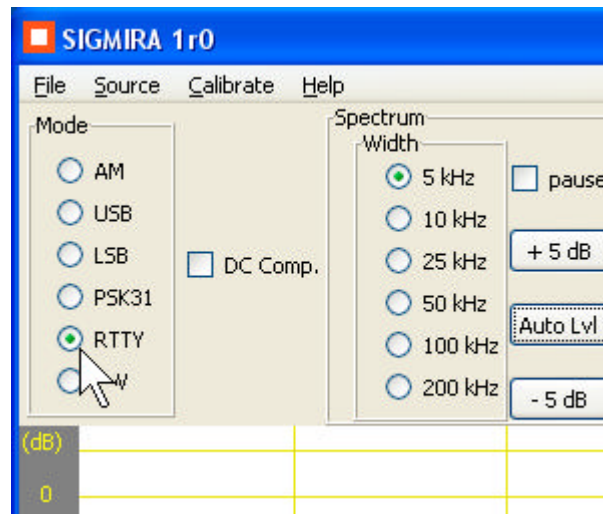 SIGMIRA 1r0
File Source Calibrate Help
Mode
AM
USB
LSB
PSK31
RTTY
DC Comp.
Spectrum
Width
5 kHz
10 kHz
25 kHz
50 kHz
100 kHz
200 kHz
pause
+ 5 dB
Auto Lvl
- 5 dB
(dB)
0